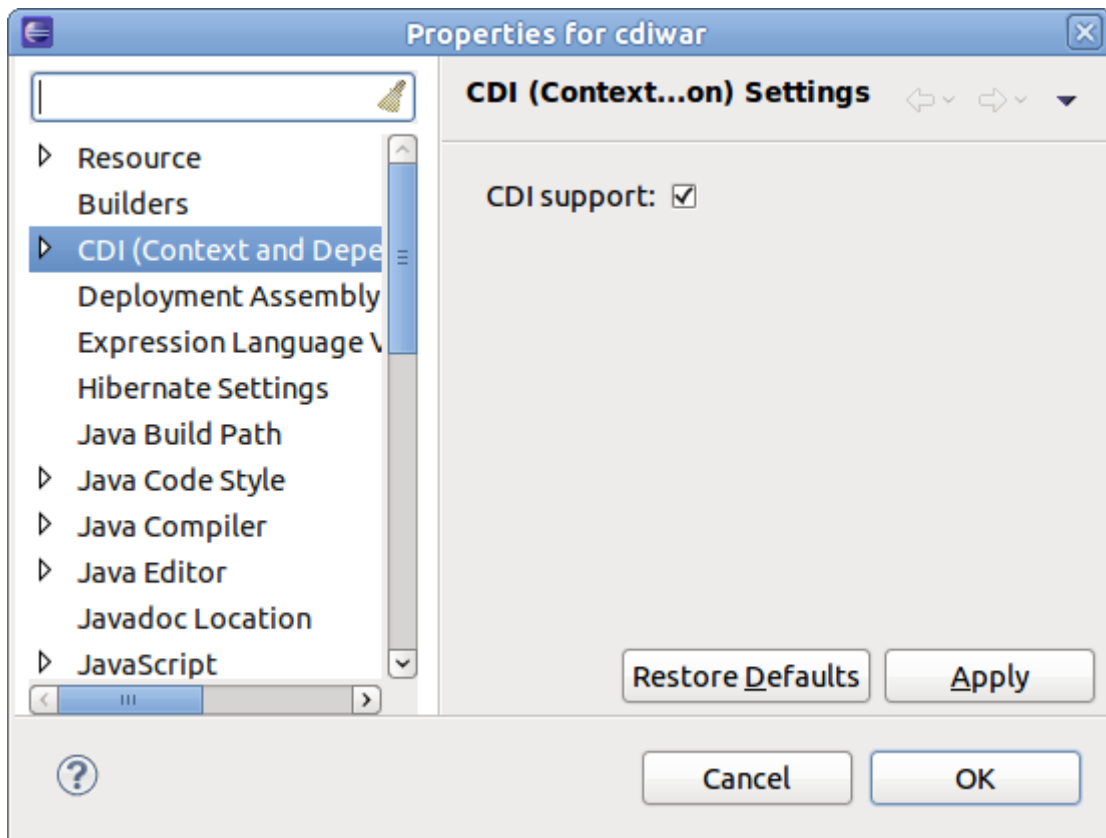 Properties for cdiwar
CDI (Context...on) Settings
Resource
Builders
CDI (Context and Depe
Deployment Assembly
Expression Language V
Hibernate Settings
Java Build Path
Java Code Style
Java Compiler
Java Editor
Javadoc Location
JavaScript
CDI support:
Restore Defaults
Apply
Cancel
OK